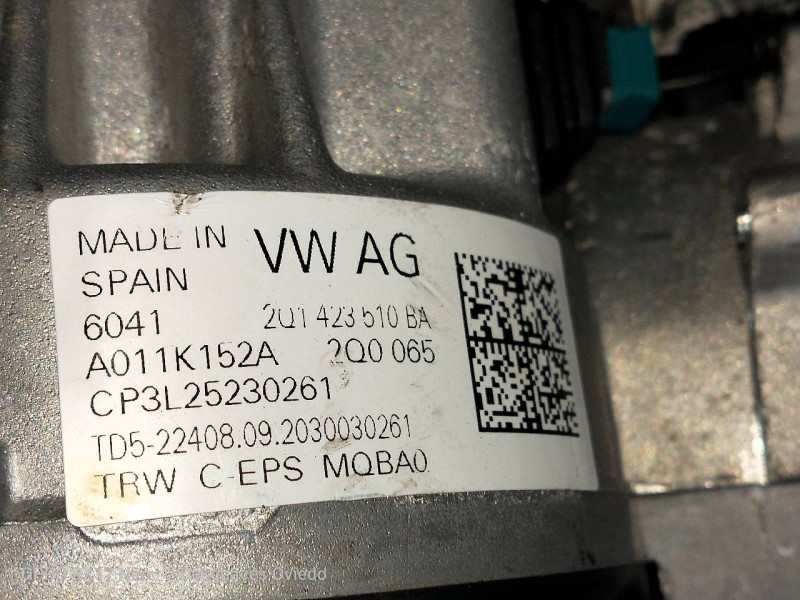 MADE IN VW AG
SPAIN
6041 2Q1 423 510 BA
A011K152A 2Q0 065
CP3L25230261
TD5-22408.09.2030030261
TRW C-EPS MQBA0
Oviedo